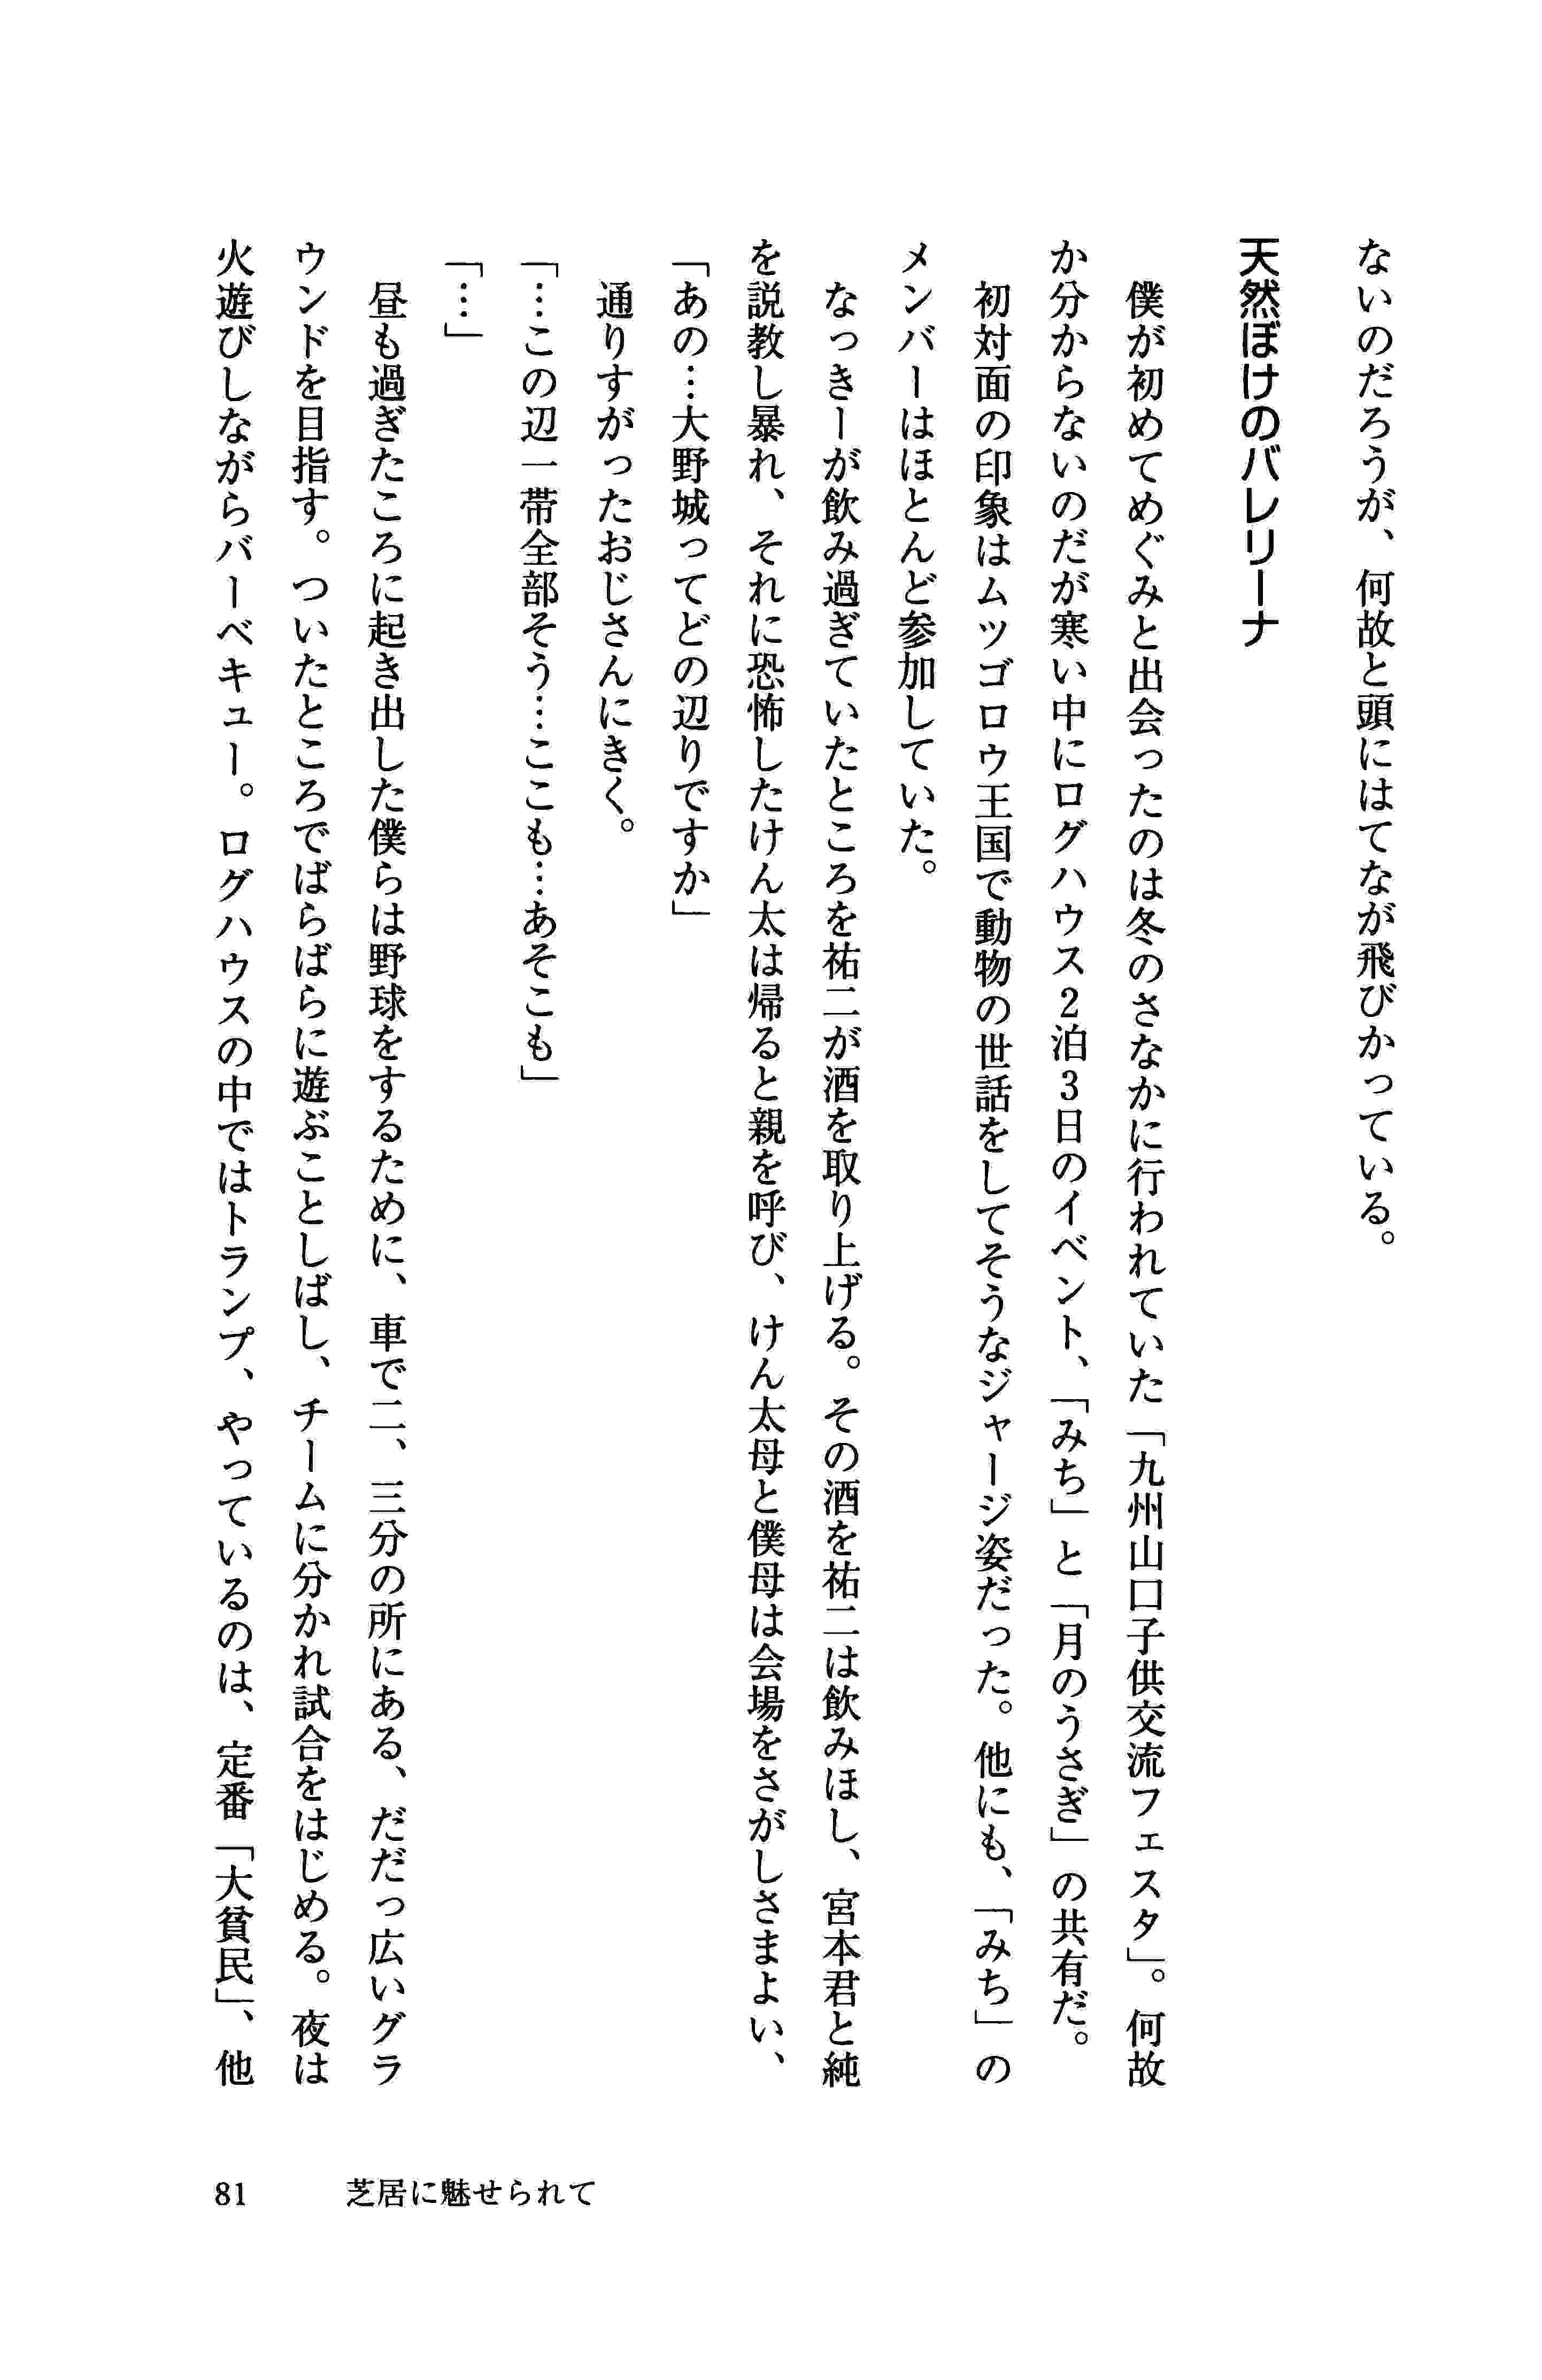 ないのだろうが、何故と頭にはてなが飛びかっている。
天然ぼけのバレリーナ
僕が初めてめぐみと出会ったのは冬のさなかに行われていた「九州山口子供交流フェスタ」。何故
か分からないのだが寒い中にログハウス2泊3日のイベント、「みち」と「月のうさぎ」の共有だ。
初対面の印象はムツゴロウ王国で動物の世話をしてそうなジャージ姿だった。他にも、「みち」の
メンバーはほとんど参加していた。
なっきーが飲み過ぎていたところを祐二が酒を取り上げる。その酒を祐二は飲みほし、宮本君と純
を説教し暴れ、それに恐怖したけん太は帰ると親を呼び、けん太母と僕母は会場をさがしさまよい、
「あの…大野城ってどの辺りですか」
通りすがったおじさんにきく。
「…この辺一帯全部そう…ここも…あそこも」
「…」
昼も過ぎたころに起き出した僕らは野球をするために、車で二、三分の所にある、だだっ広いグラ
ウンドを目指す。ついたところでばらばらに遊ぶことしばし、チームに分かれ試合をはじめる。夜は
火遊びしながらバーベキュー。ログハウスの中ではトランプ、やっているのは、定番「大貧民」、他
81 芝居に魅せられて